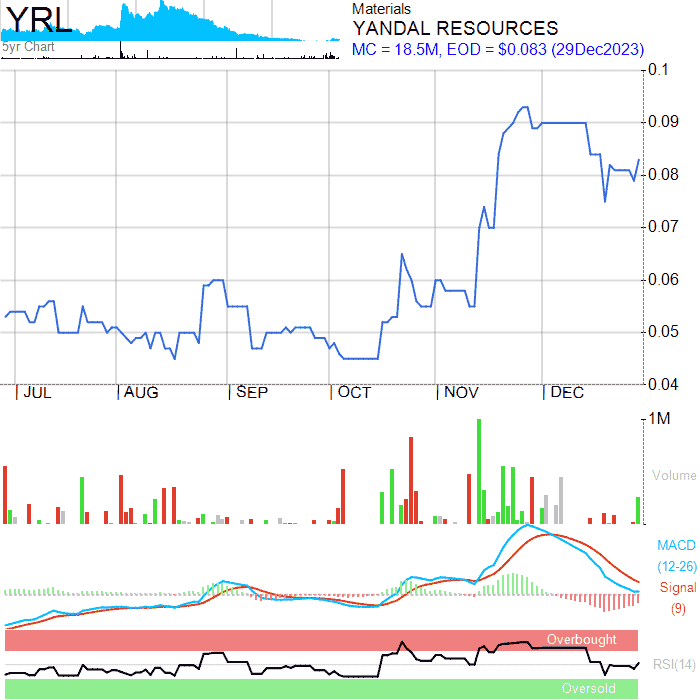 YRL
5yr Chart
Materials
YANDAL RESOURCES
MC = 18.5M, EOD = $0.083 (29Dec2023)
0.1
0.09
0.08
0.07
0.06
0.05
0.04
JUL AUG SEP OCT NOV DEC
1M
Volume
MACD
(12-26)
Signal
(9)
Overbought
RSI(14)
Oversold